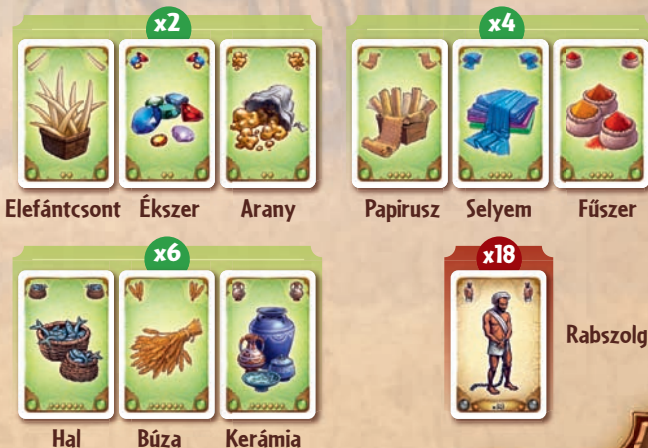 x2
x4
Elefántcsont Ékszer Arany
Papirusz Selyem Fűszer
x6
x18
Rabszolg
Hal Búza Kerámia